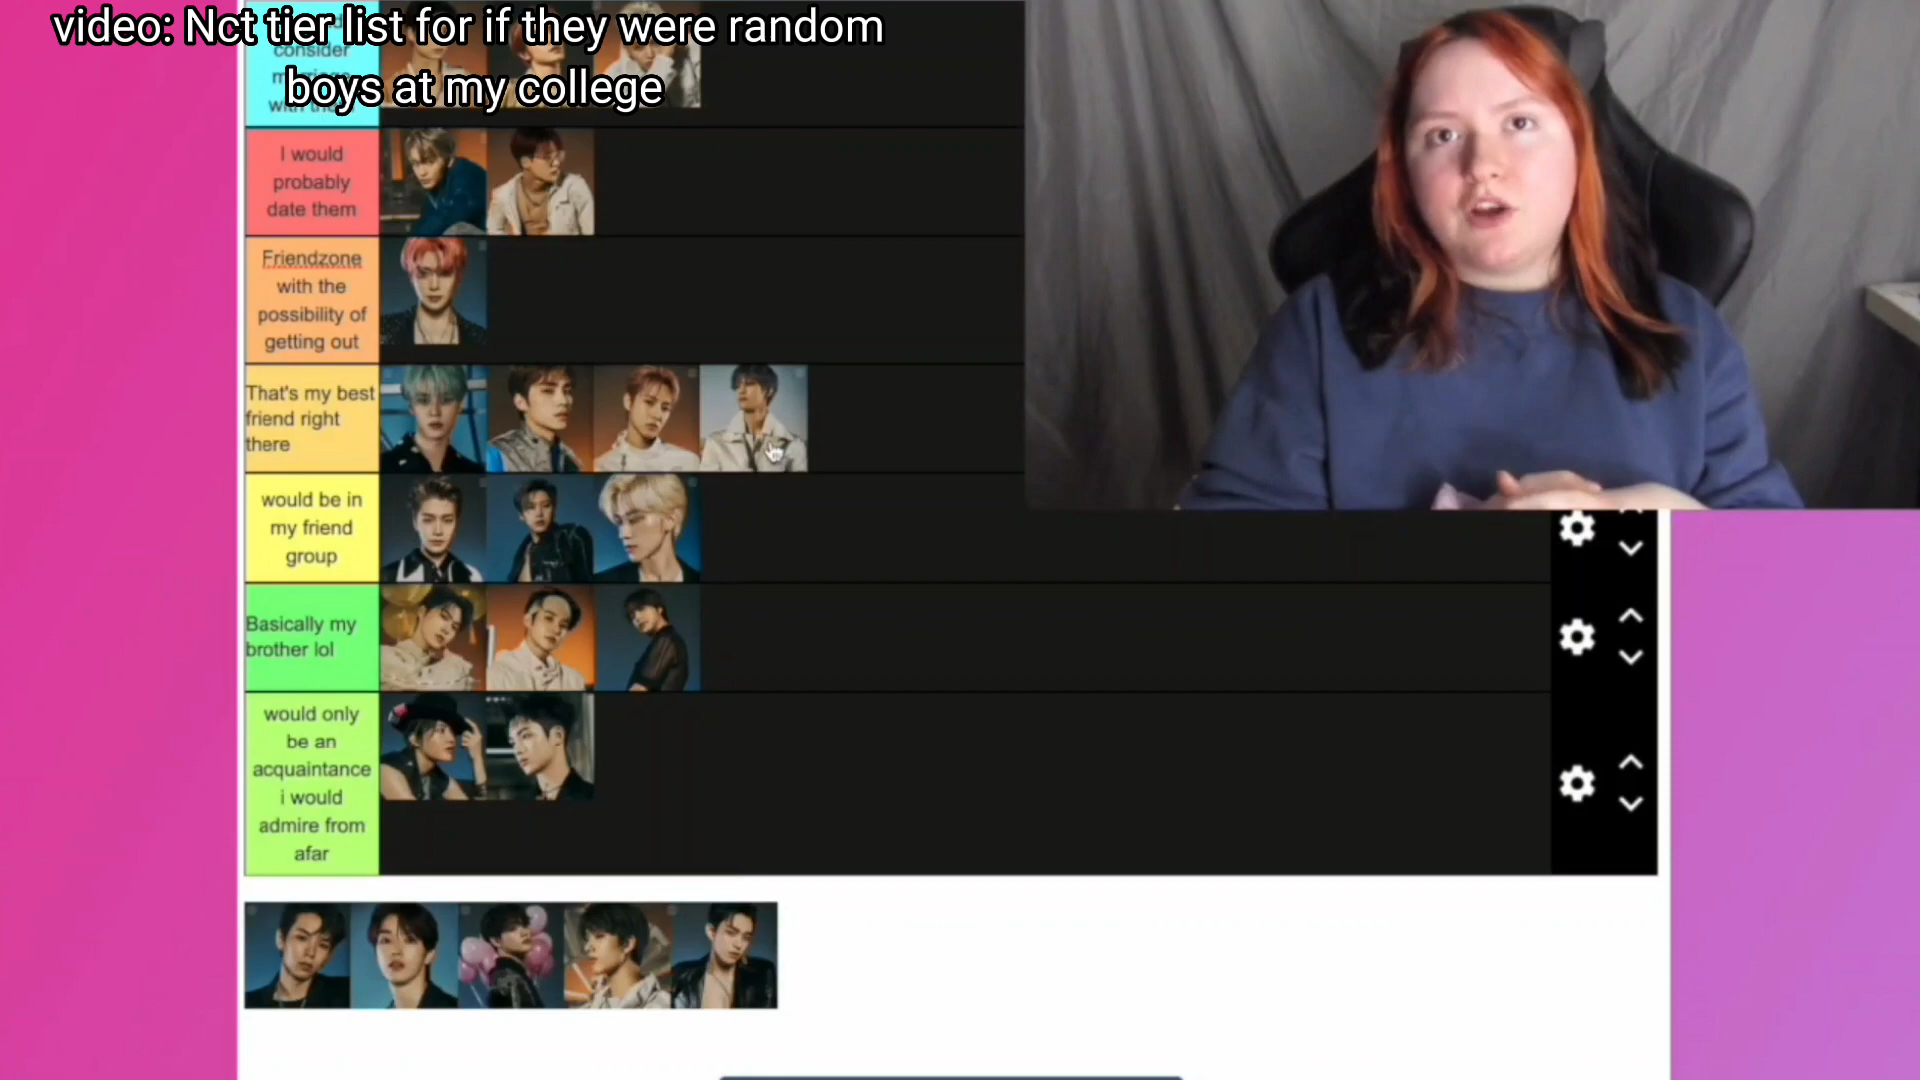 video: Nct tier list for if they were random
boys at my college
consider
I would
probably
date them
Friendzone
with the
possibility of
getting out
That's my best
friend right
there
would be in
my friend
group
Basically my
brother lol
would only
be an
acquaintance
i would
admire from
afar